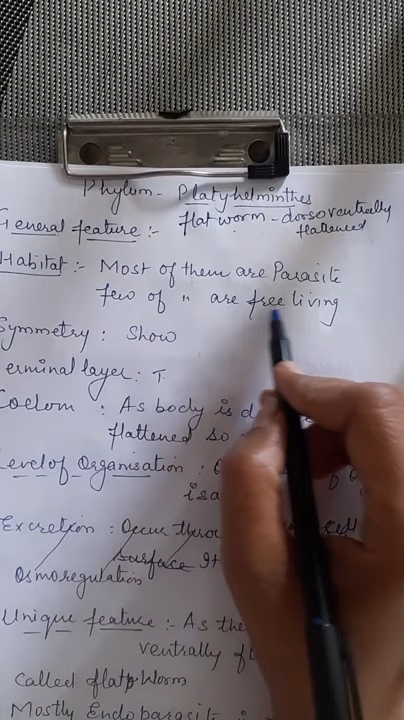 Phylum - Platyhelminthes
General feature :- flat worm - dorsoventrally
flattened
Habitat :- Most of them are Parasite
few of " are free living
Symmetry : Show
erminal layer : T.
Coelom : As body is d
flattened so
Level of Organisation :
is a
Excretion : Occur throu
surface It
Osmoregulation
Unique feature :- As the
ventrally fl
Called flat Worm
Mostly Endoparasite is